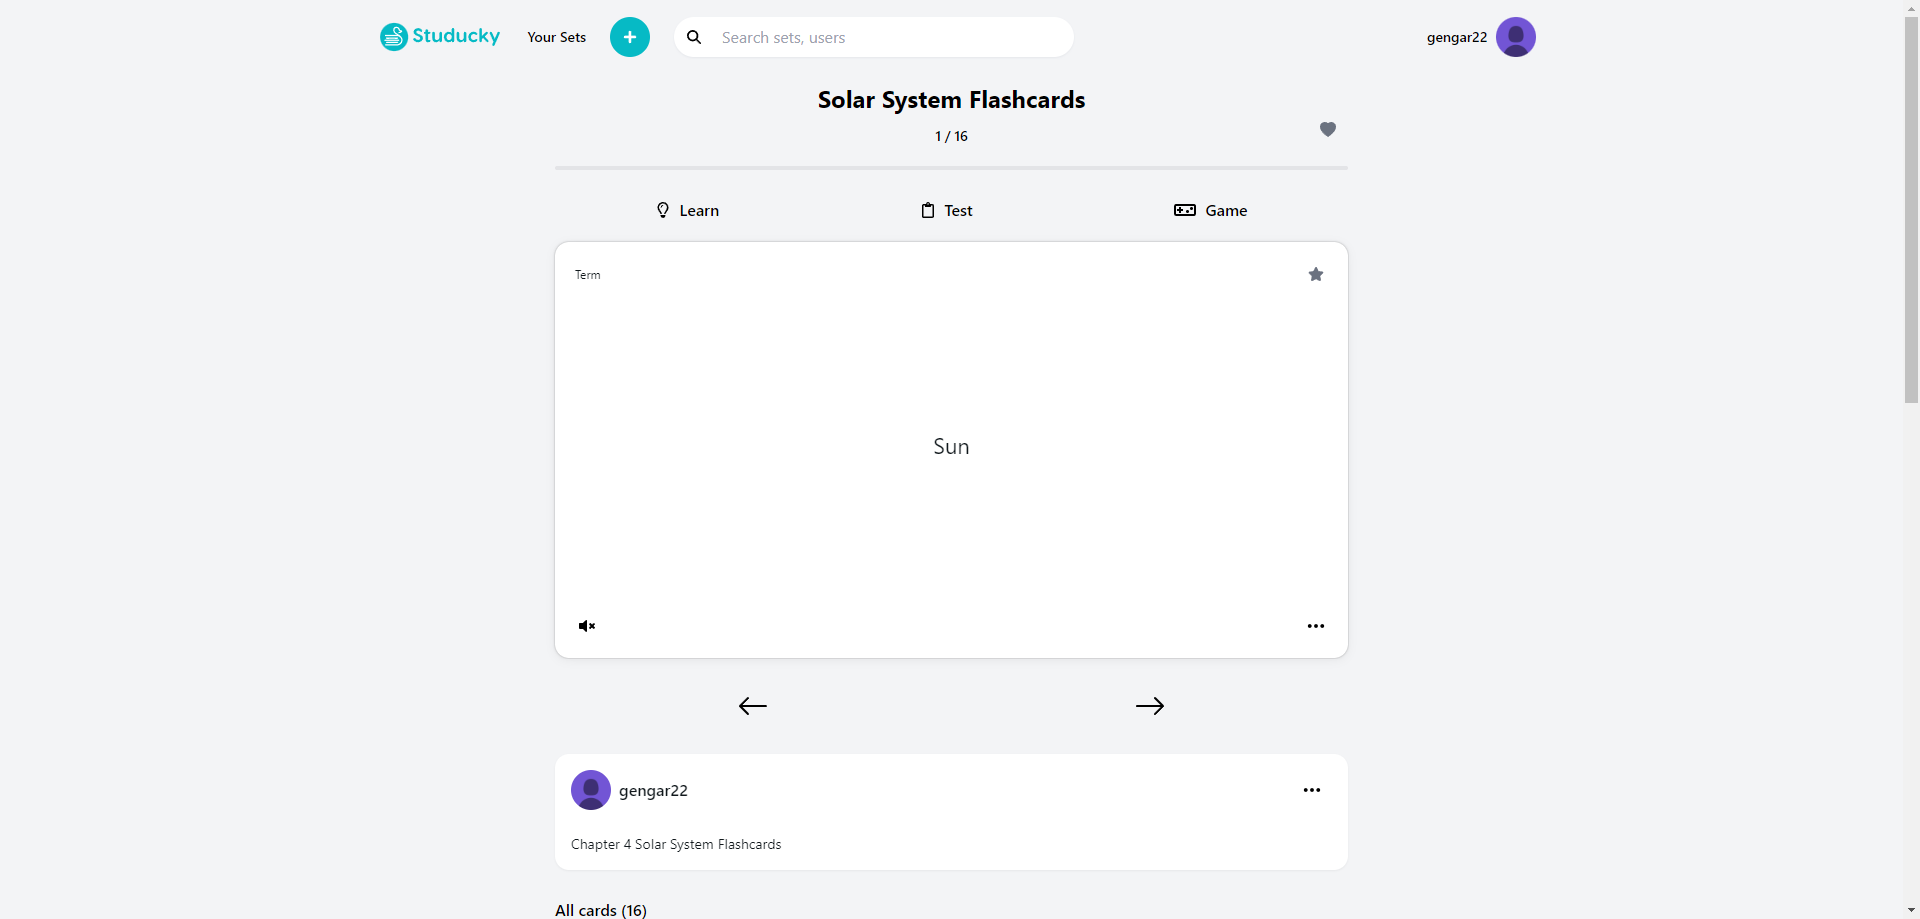 Studucky
Your Sets
Search sets, users
gengar22
Solar System Flashcards
1 / 16
Learn
Test
Game
Term
Sun
gengar22
Chapter 4 Solar System Flashcards
All cards (16)